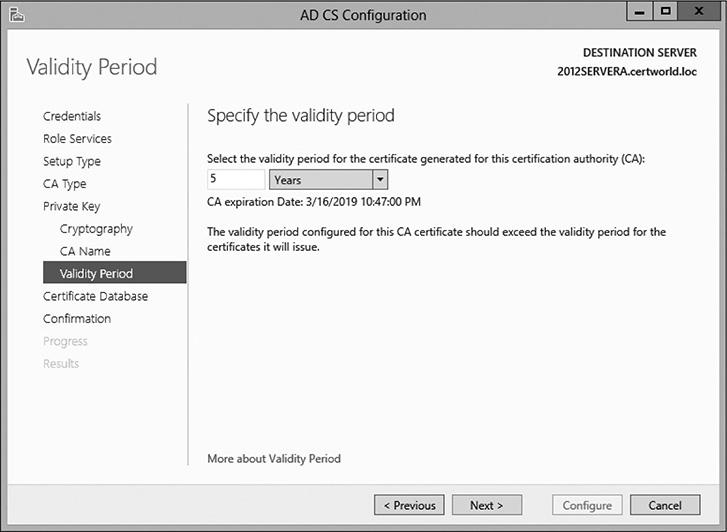 AD CS Configuration
Validity Period
DESTINATION SERVER
2012SERVERA.certworld.loc
Credentials
Role Services
Setup Type
CA Type
Private Key
Cryptography
CA Name
Validity Period
Certificate Database
Confirmation
Progress
Results
Specify the validity period
Select the validity period for the certificate generated for this certification authority (CA):
5 Years
CA expiration Date: 3/16/2019 10:47:00 PM
The validity period configured for this CA certificate should exceed the validity period for the
certificates it will issue.
More about Validity Period
< Previous Next > Configure Cancel